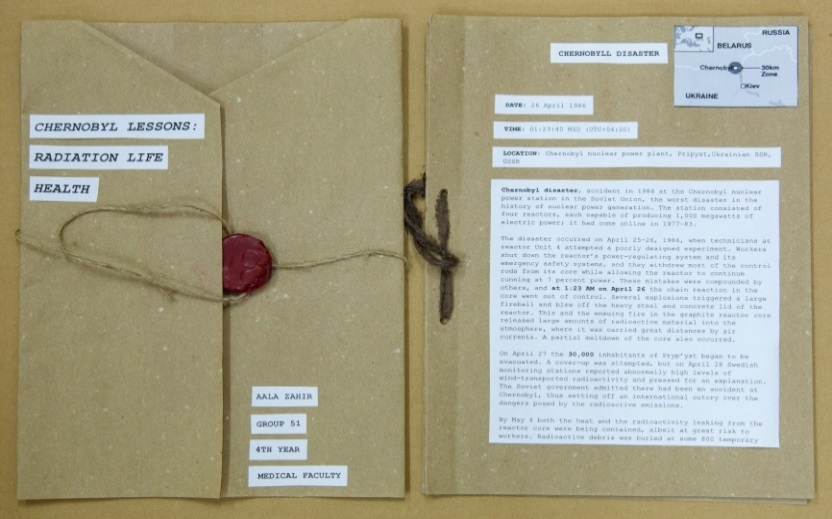 CHERNOBYL LESSONS:
RADIATION LIFE
HEALTH
AALA ZAHIR
GROUP 51
4TH YEAR
MEDICAL FACULTY
CHERNOBYLL DISASTER
RUSSIA
BELARUS
Chernobyl
30km
Zone
Kiev
UKRAINE
DATE: 26 April 1986
TIME: 01:23:40 MSD (UTC+04:00)
LOCATION: Chernobyl nuclear power plant, Pripyat, Ukrainian SSR,
USSR
Chernobyl disaster, accident in 1986 at the Chernobyl nuclear
power station in the Soviet Union, the worst disaster in the
history of nuclear power generation. The station consisted of
four reactors, each capable of producing 1,000 megawatts of
electric power; it had come online in 1977-83.
The disaster occurred on April 25-26, 1986, when technicians at
reactor Unit 4 attempted a poorly designed experiment. Workers
shut down the reactor's power-regulating system and its
emergency safety systems, and they withdrew most of the control
rods from its core while allowing the reactor to continue
running at 7 percent power. These mistakes were compounded by
others, and at 1:23 AM on April 26 the chain reaction in the
core went out of control. Several explosions triggered a large
fireball and blew off the heavy steel and concrete lid of the
reactor. This and the ensuing fire in the graphite reactor core
released large amounts of radioactive material into the
atmosphere, where it was carried great distances by air
currents. A partial meltdown of the core also occurred.
On April 27 the 30,000 inhabitants of Pryp'yat began to be
evacuated. A cover-up was attempted, but on April 28 Swedish
monitoring stations reported abnormally high levels of
wind-transported radioactivity and pressed for an explanation.
The Soviet government admitted there had been an accident at
Chernobyl, thus setting off an international outcry over the
dangers posed by the radioactive emissions.
By May 4 both the heat and the radioactivity leaking from the
reactor core were being contained, albeit at great risk to
workers. Radioactive debris was buried at some 800 temporary